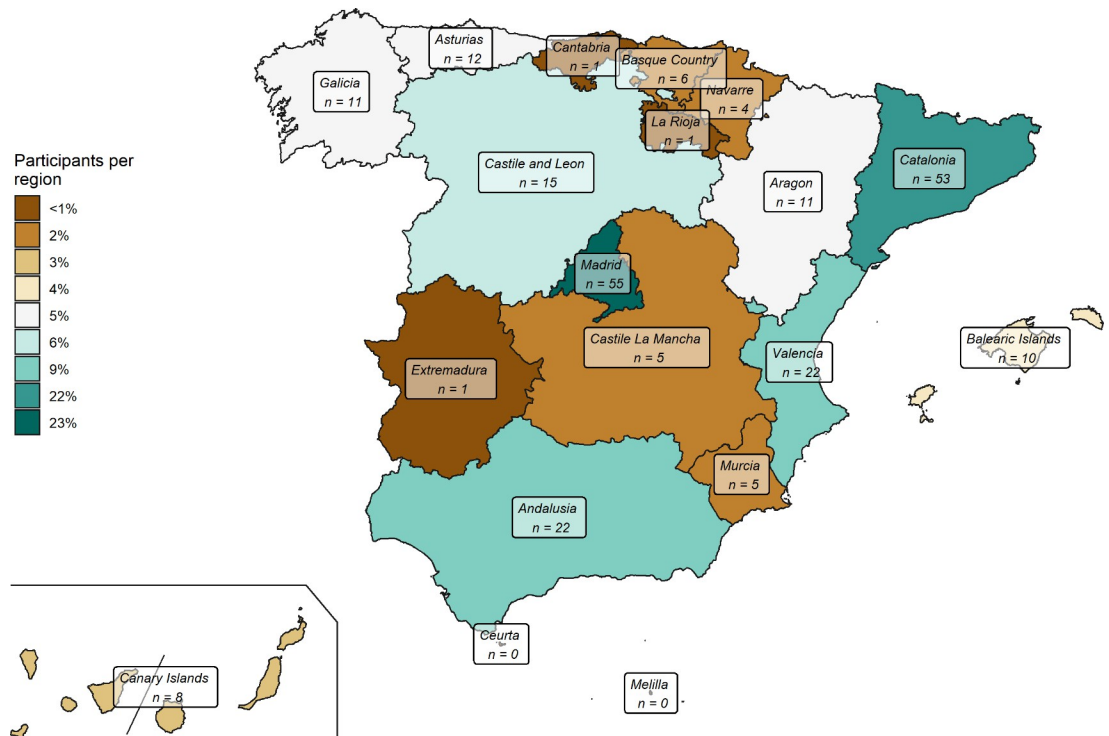 Asturias
n = 12
Cantabria
n = 1
Basque Country
n = 6
Galicia
n = 11
Navarre
n = 4
La Rioja
n = 1
Castile and Leon
n = 15
Catalonia
n = 53
Aragon
n = 11
Participants per
region
<1%
2%
3%
4%
5%
6%
9%
22%
23%
Madrid
n = 55
Castile La Mancha
n = 5
Valencia
n = 22
Balearic Islands
n = 10
Extremadura
n = 1
Murcia
n = 5
Andalusia
n = 22
Ceurta
n = 0
Canary Islands
n = 8
Melilla
n = 0